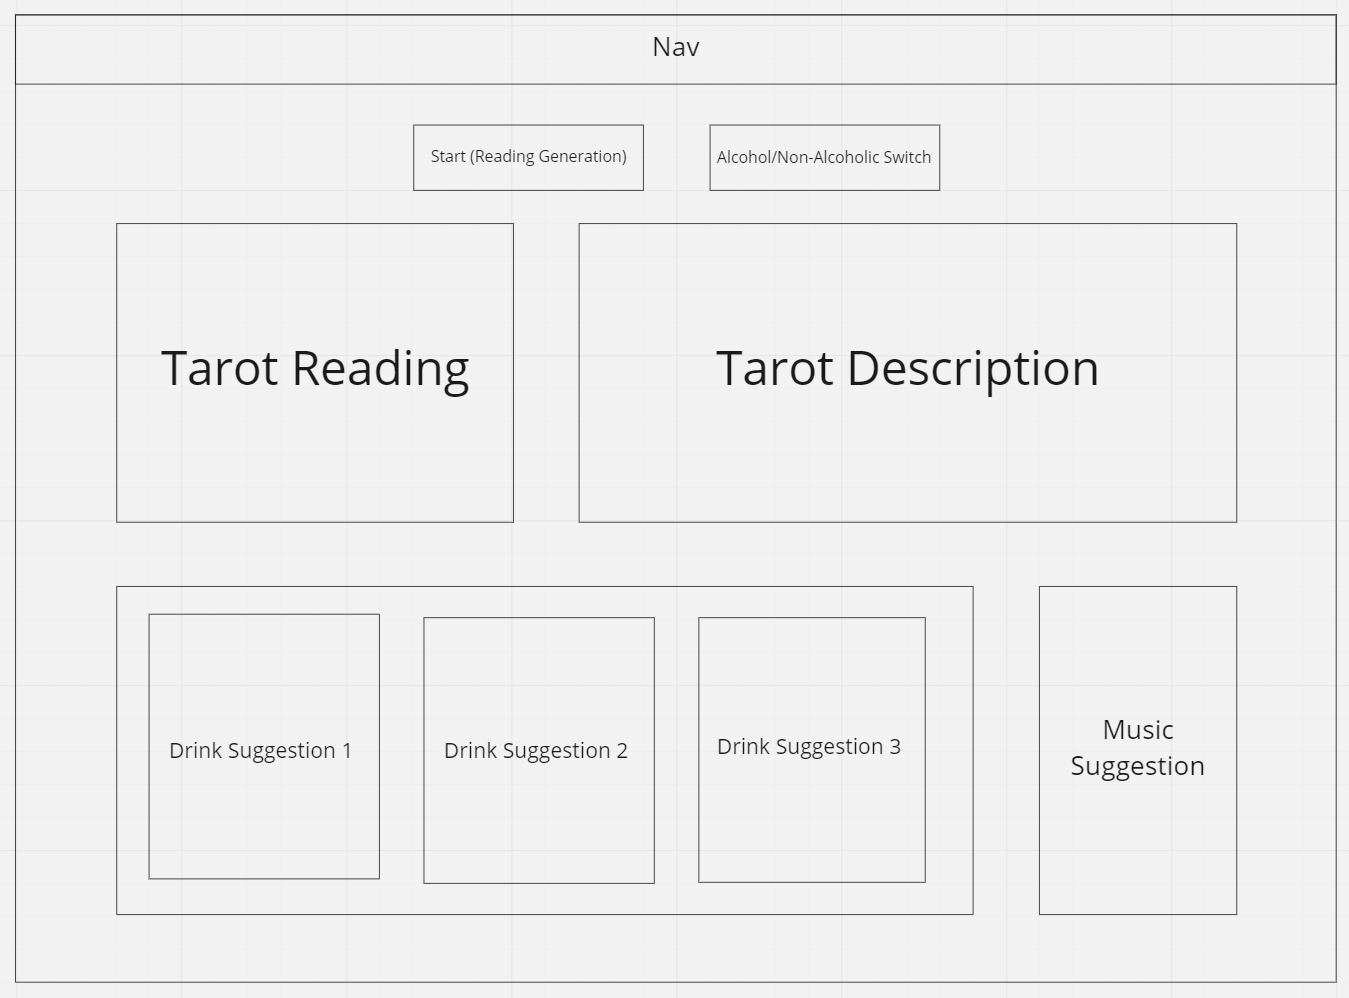 Nav
Start (Reading Generation)
Alcohol/Non-Alcoholic Switch
Tarot Reading
Tarot Description
Drink Suggestion 1
Drink Suggestion 2
Drink Suggestion 3
Music
Suggestion